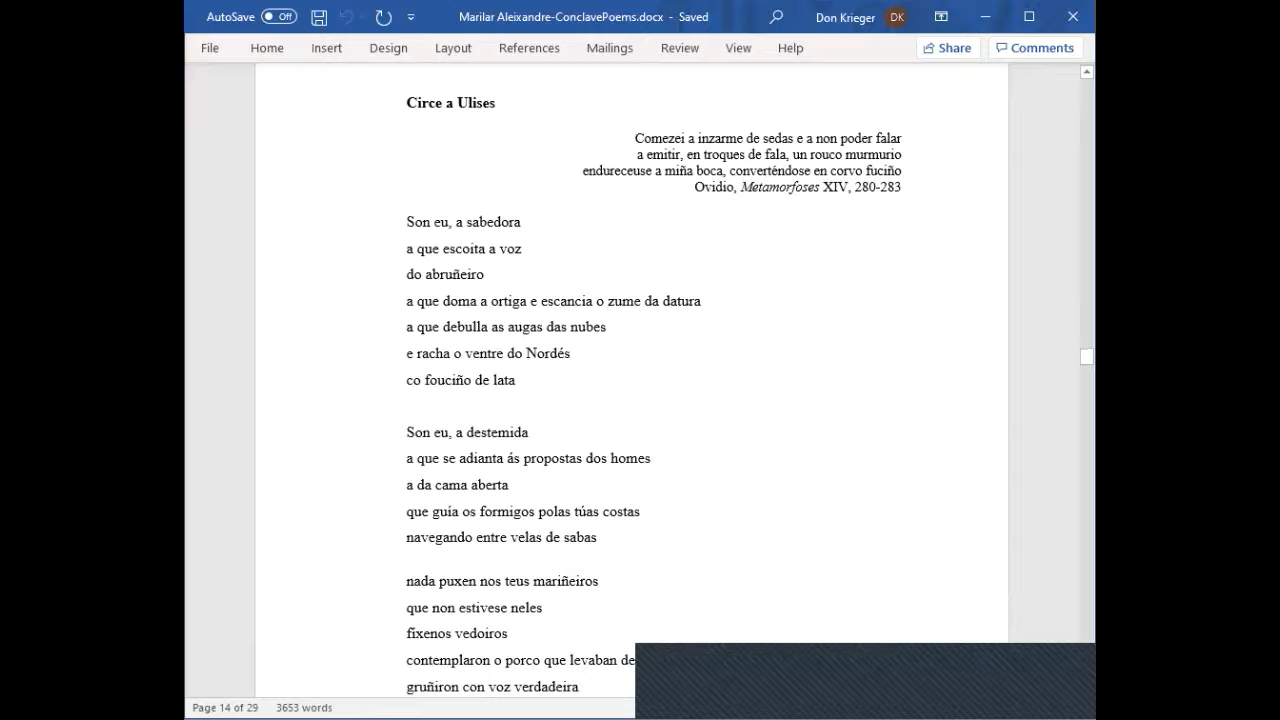 AutoSave Off Marilar Aleixandre-ConclavePoems.docx - Saved Don Krieger DK
File Home Insert Design Layout References Mailings Review View Help Share Comments
Circe a Ulises
Comezei a inzarme de sedas e a non poder falar
a emitir, en troques de fala, un rouco murmurio
endureceuse a miña boca, converténdose en corvo fuciño
Ovidio, Metamorfoses XIV, 280-283
Son eu, a sabedora
a que escoita a voz
do abruñeiro
a que doma a ortiga e escancia o zume da datura
a que debulla as augas das nubes
e racha o ventre do Nordés
co fouciño de lata
Son eu, a destemida
a que se adianta ás propostas dos homes
a da cama aberta
que guía os formigos polas túas costas
navegando entre velas de sabas
nada puxen nos teus mariñeiros
que non estivese neles
fíxenos vedoiros
contemplaron o porco que levaban de
gruñiron con voz verdadeira
Page 14 of 29 3653 words